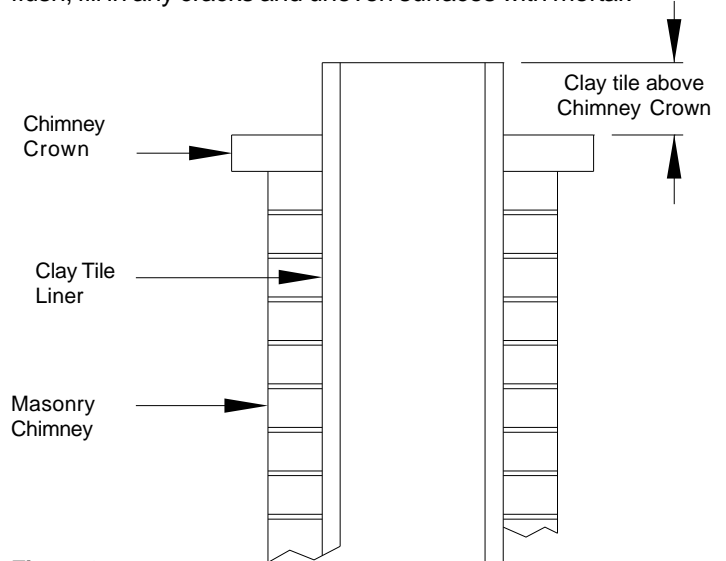 Clay tile above
Chimney Crown
Chimney
Crown
Clay Tile
Liner
Masonry
Chimney